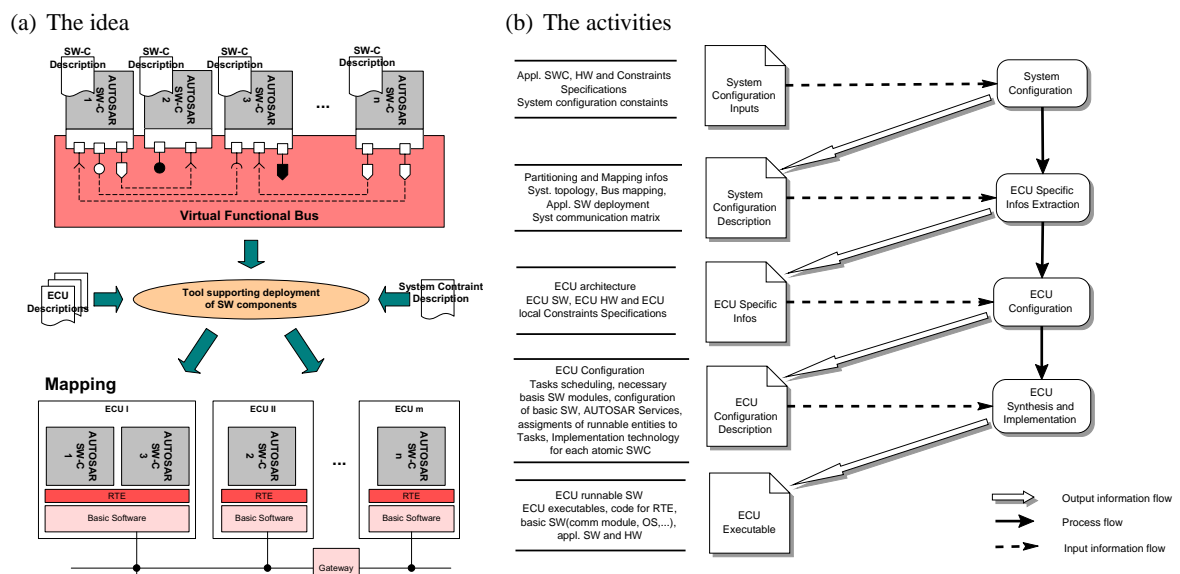 (a) The idea
SW-C
Description
SW-C
Description
SW-C
Description
SW-C
Description
AUTOSAR
SW-C
1
AUTOSAR
SW-C
2
AUTOSAR
SW-C
3
...
AUTOSAR
SW-C
n
Virtual Functional Bus
ECU
Descriptions
Tool supporting deployment
of SW components
System Contraint
Description
Mapping
ECU I
AUTOSAR
SW-C
1
AUTOSAR
SW-C
3
RTE
Basic Software
ECU II
AUTOSAR
SW-C
2
RTE
Basic Software
...
ECU m
AUTOSAR
SW-C
n
RTE
Basic Software
Gateway
(b) The activities
Appl. SWC, HW and Constraints
Specifications
System configuration constaints
System
Configuration
Inputs
System
Configuration
Partitioning and Mapping infos
Syst. topology, Bus mapping,
Appl. SW deployment
Syst communication matrix
System
Configuration
Description
ECU Specific
Infos Extraction
ECU architecture
ECU SW, ECU HW and ECU
local Constraints Specifications
ECU Specific
Infos
ECU
Configuration
ECU Configuration
Tasks scheduling, necessary
basis SW modules, configuration
of basic SW, AUTOSAR Services,
assigments of runnable entities to
Tasks, Implementation technology
for each atomic SWC
ECU
Configuration
Description
ECU
Synthesis and
Implementation
ECU runnable SW
ECU executables, code for RTE,
basic SW(comm module, OS,...),
appl. SW and HW
ECU
Executable
Output information flow
Process flow
Input information flow